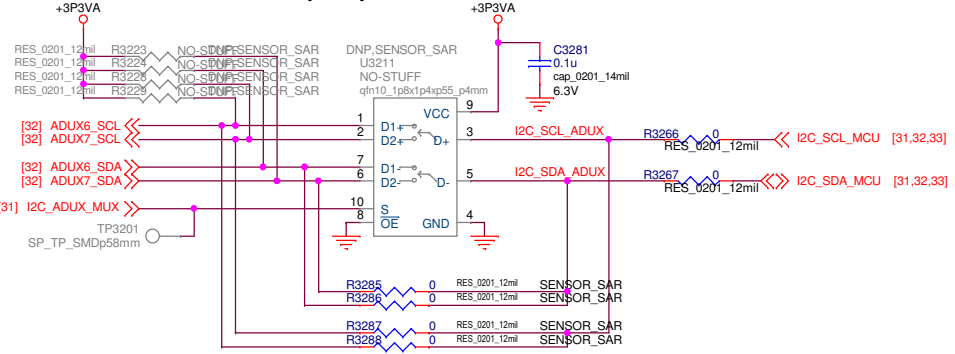 +3P3VA
+3P3VA
RES_0201_12mil R3223 NO-STUFF DNP,SENSOR_SAR
RES_0201_12mil R3224 NO-STUFF DNP,SENSOR_SAR
RES_0201_12mil R3228 NO-STUFF DNP,SENSOR_SAR
RES_0201_12mil R3229 NO-STUFF DNP,SENSOR_SAR
DNP,SENSOR_SAR
U3211
NO-STUFF
qfn10_1p8x1p4xp55_p4mm
C3281
0.1u
cap_0201_14mil
6.3V
VCC 9
[32] ADUX6_SCL 1 D1+
[32] ADUX7_SCL 2 D2+ D+ 3 I2C_SCL_ADUX R3266 0 I2C_SCL_MCU [31,32,33]
RES_0201_12mil
[32] ADUX6_SDA 7 D1-
[32] ADUX7_SDA 6 D2- D- 5 I2C_SDA_ADUX R3267 0 I2C_SDA_MCU [31,32,33]
RES_0201_12mil
[31] I2C_ADUX_MUX 10 S
8 OE GND 4
TP3201
SP_TP_SMDp58mm
R3285 0 RES_0201_12mil SENSOR_SAR
R3286 0 RES_0201_12mil SENSOR_SAR
R3287 0 RES_0201_12mil SENSOR_SAR
R3288 0 RES_0201_12mil SENSOR_SAR